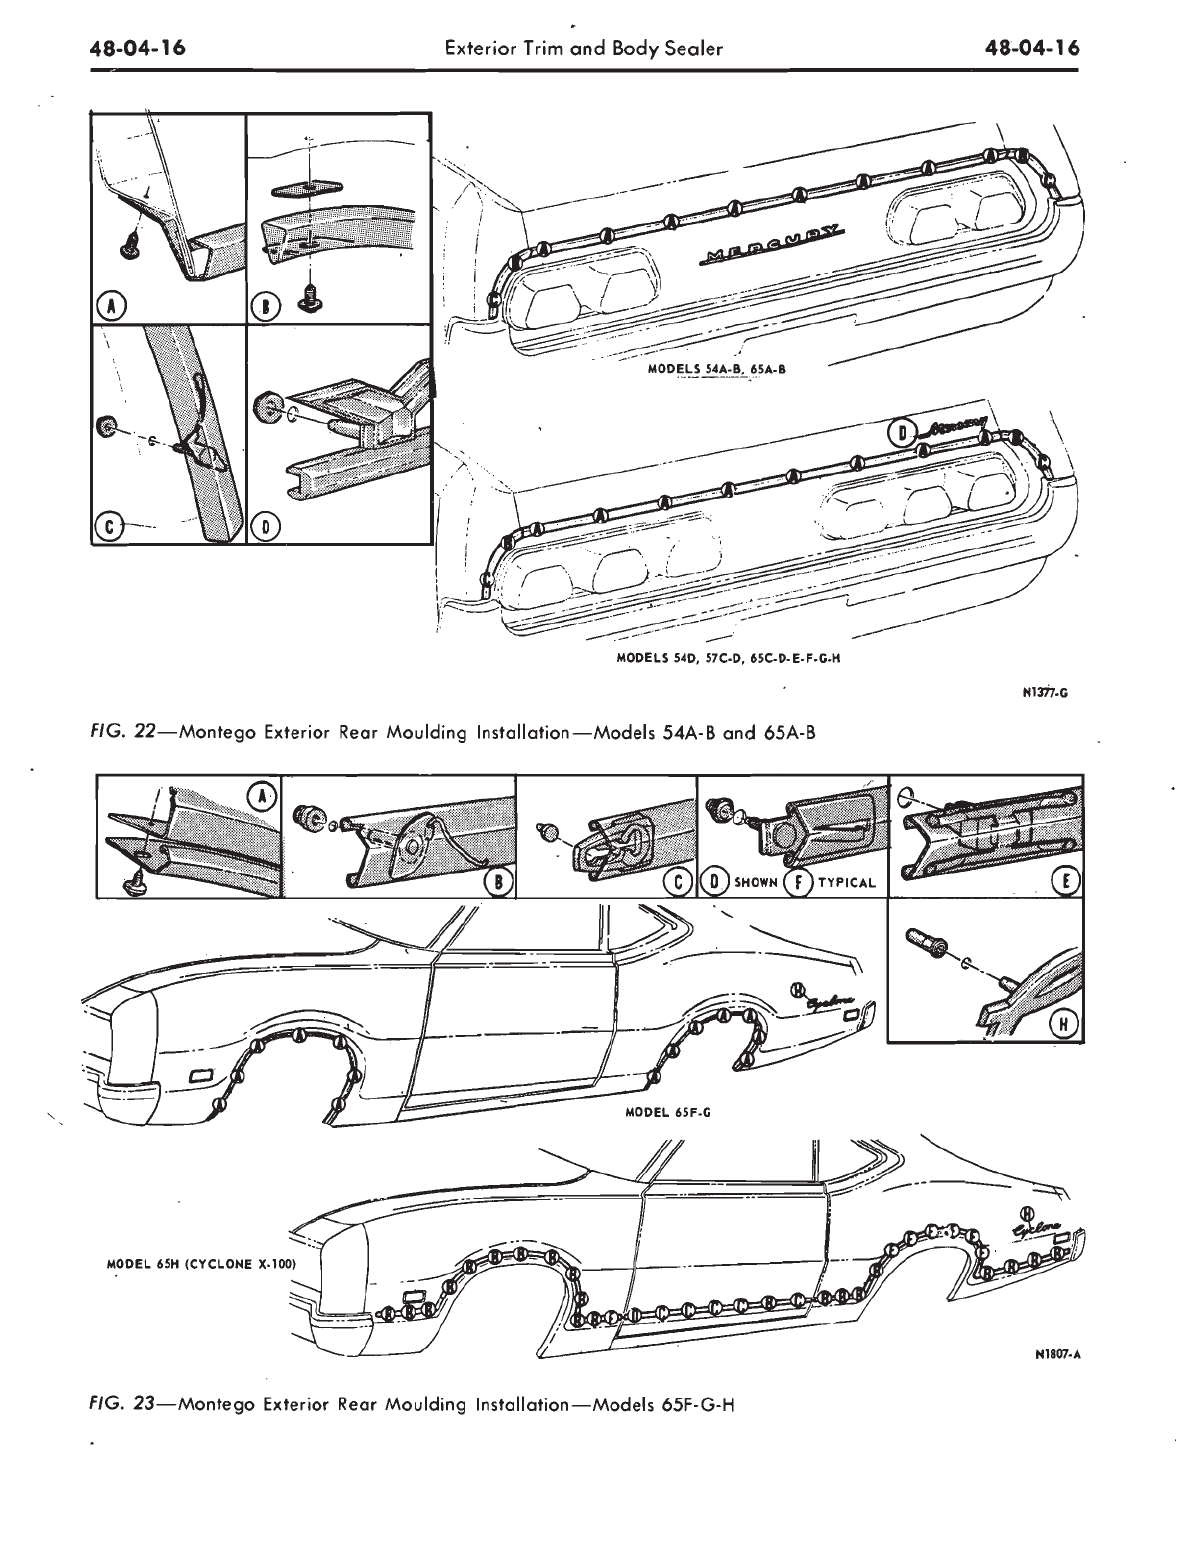 48-04-16 Exterior Trim and Body Sealer 48-04-16
A
B
C
D
MERCURY
A A A A A A A A B C
B
C
MODELS 54A-B, 65A-B
D Mercury
A A A A A A A A B C
B
C
MODELS 54D, 57C-D, 65C-D-E-F-G-H
N1377-G
FIG. 22—Montego Exterior Rear Moulding Installation—Models 54A-B and 65A-B
A
B
C
D SHOWN F TYPICAL
E
H
H
Cyclone
A A A A A A A
A A A A A A A
MODEL 65F-G
H
Cyclone
MODEL 65H (CYCLONE X-100)
B B B B B B B B B B B
B B E D C C C B C B B B B
N1807-A
FIG. 23—Montego Exterior Rear Moulding Installation—Models 65F-G-H